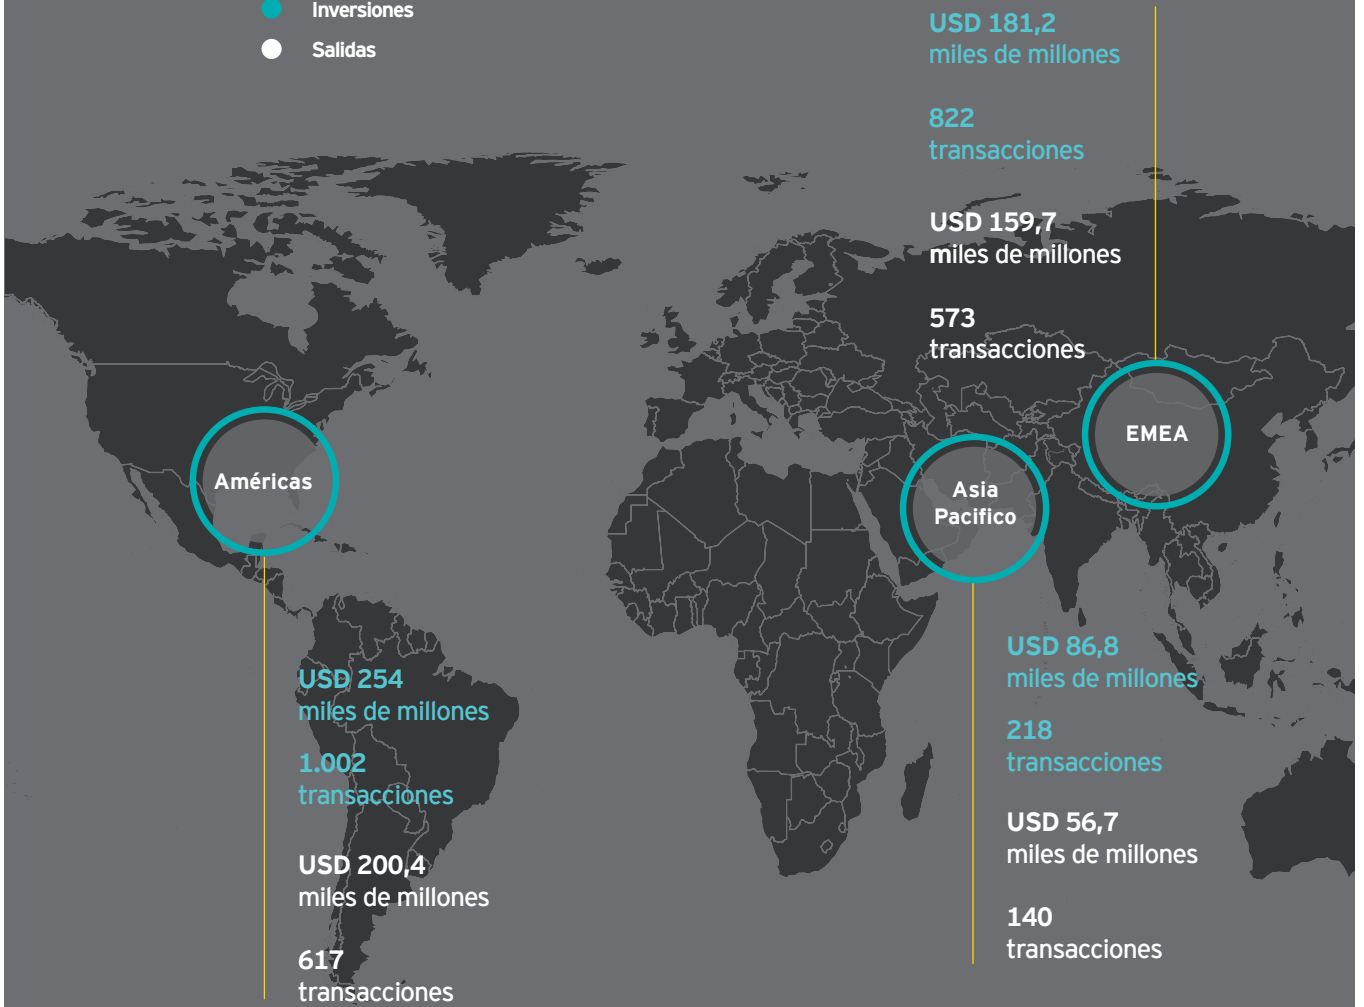 Inversiones
Salidas
USD 181,2
miles de millones
822
transacciones
USD 159,7
miles de millones
573
transacciones
EMEA
Américas
Asia
Pacifico
USD 254
miles de millones
1.002
transacciones
USD 200,4
miles de millones
617
transacciones
USD 86,8
miles de millones
218
transacciones
USD 56,7
miles de millones
140
transacciones